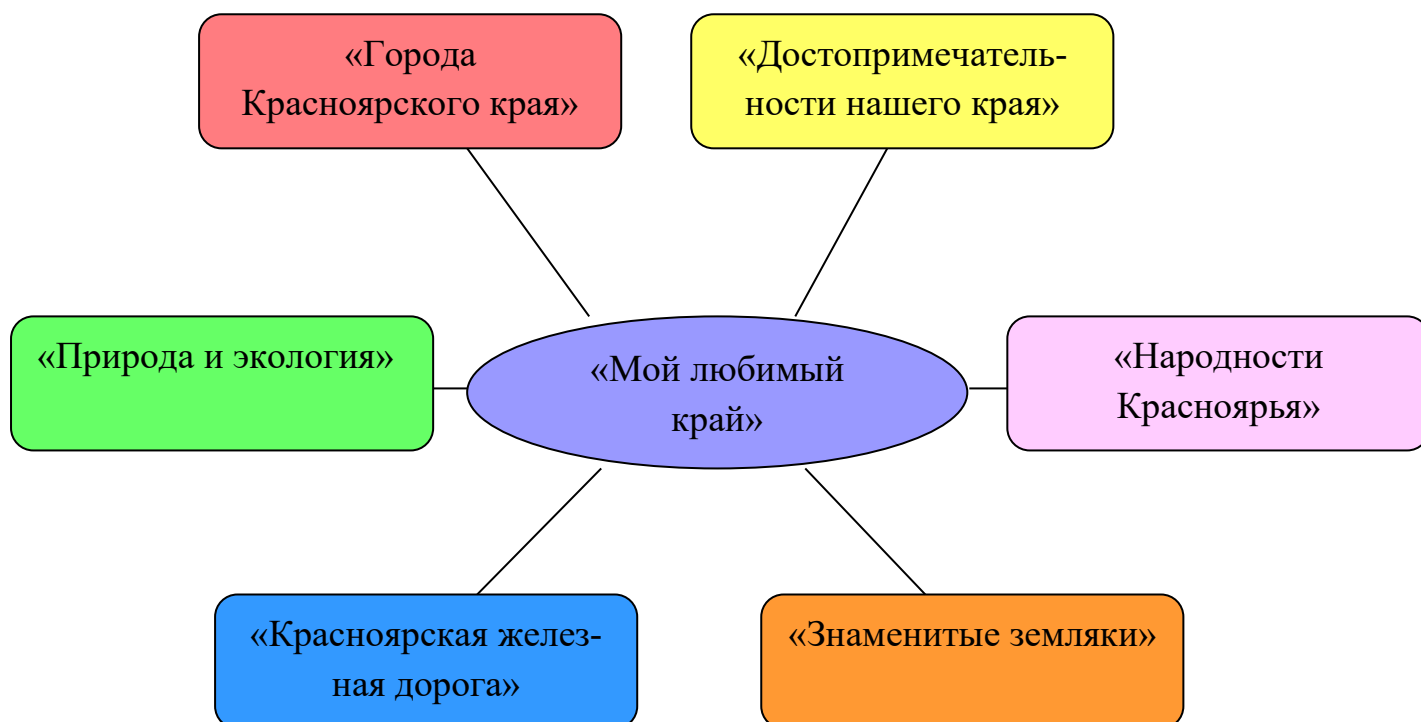 «Города
Красноярского края»
«Достопримечатель-
ности нашего края»
«Природа и экология»
«Мой любимый
край»
«Народности
Красноярья»
«Красноярская желез-
ная дорога»
«Знаменитые земляки»